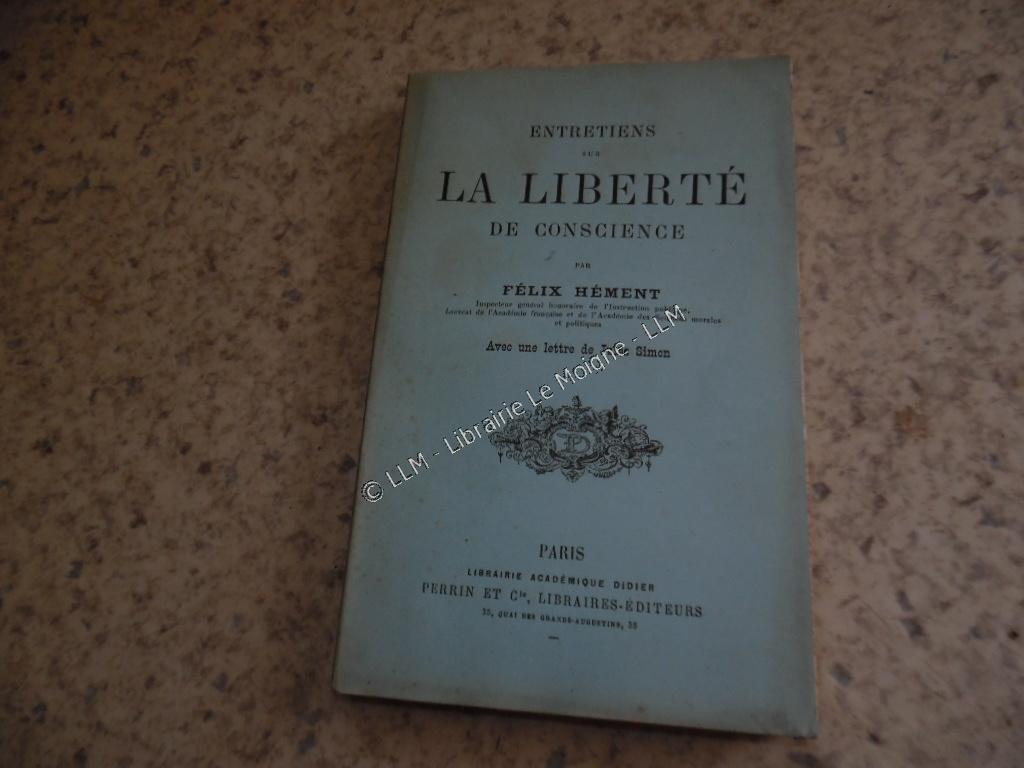 ENTRETIENS
SUR
LA LIBERTÉ
DE CONSCIENCE
PAR
FÉLIX HÉMENT
Inspecteur général honoraire de l'Instruction
Lauréat de l'Académie française et de l'Académie des morales
et politiques
Avec une lettre de Simon
PARIS
LIBRAIRIE ACADÉMIQUE DIDIER
PERRIN ET Cie, LIBRAIRES-ÉDITEURS
35, QUAI DES GRANDS-AUGUSTINS, 35
© LLM - Librairie Le Moigne - LLM